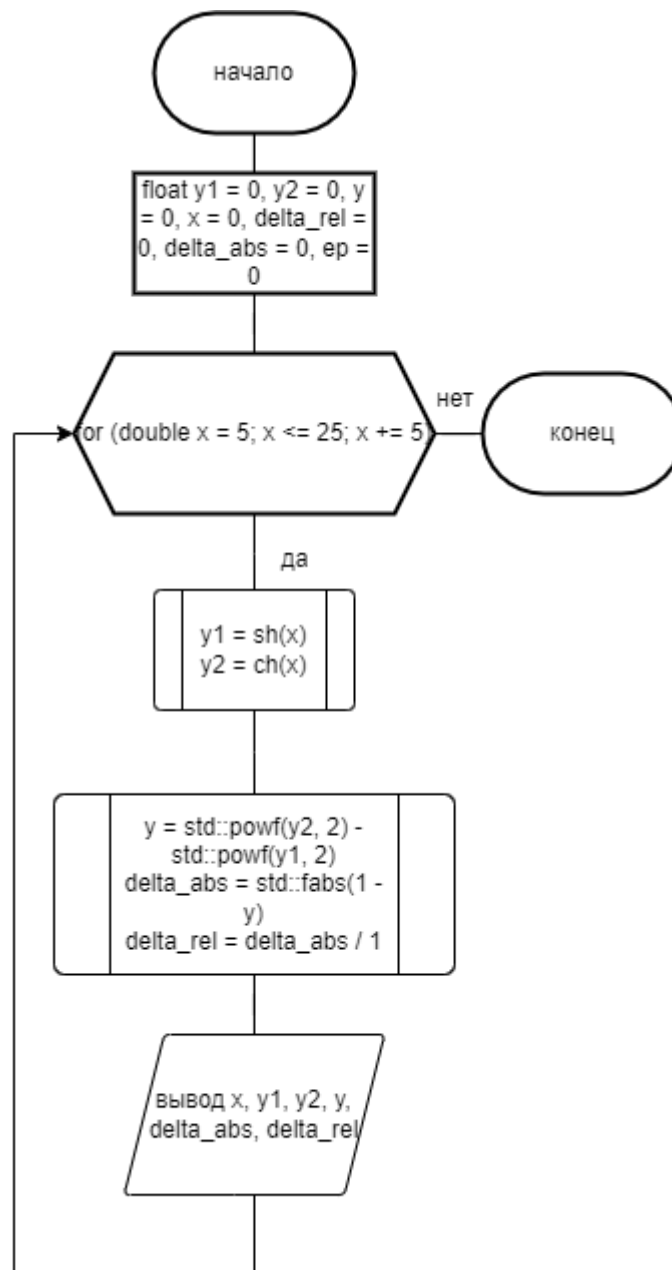 начало
float y1 = 0, y2 = 0, y
= 0, x = 0, delta_rel =
0, delta_abs = 0, ep =
0
or (double x = 5; x <= 25; x += 5
нет
конец
да
y1 = sh(x)
y2 = ch(x)
y = std::powf(y2, 2) -
std::powf(y1, 2)
delta_abs = std::fabs(1 -
y)
delta_rel = delta_abs / 1
вывод x, y1, y2, y,
delta_abs, delta_rel